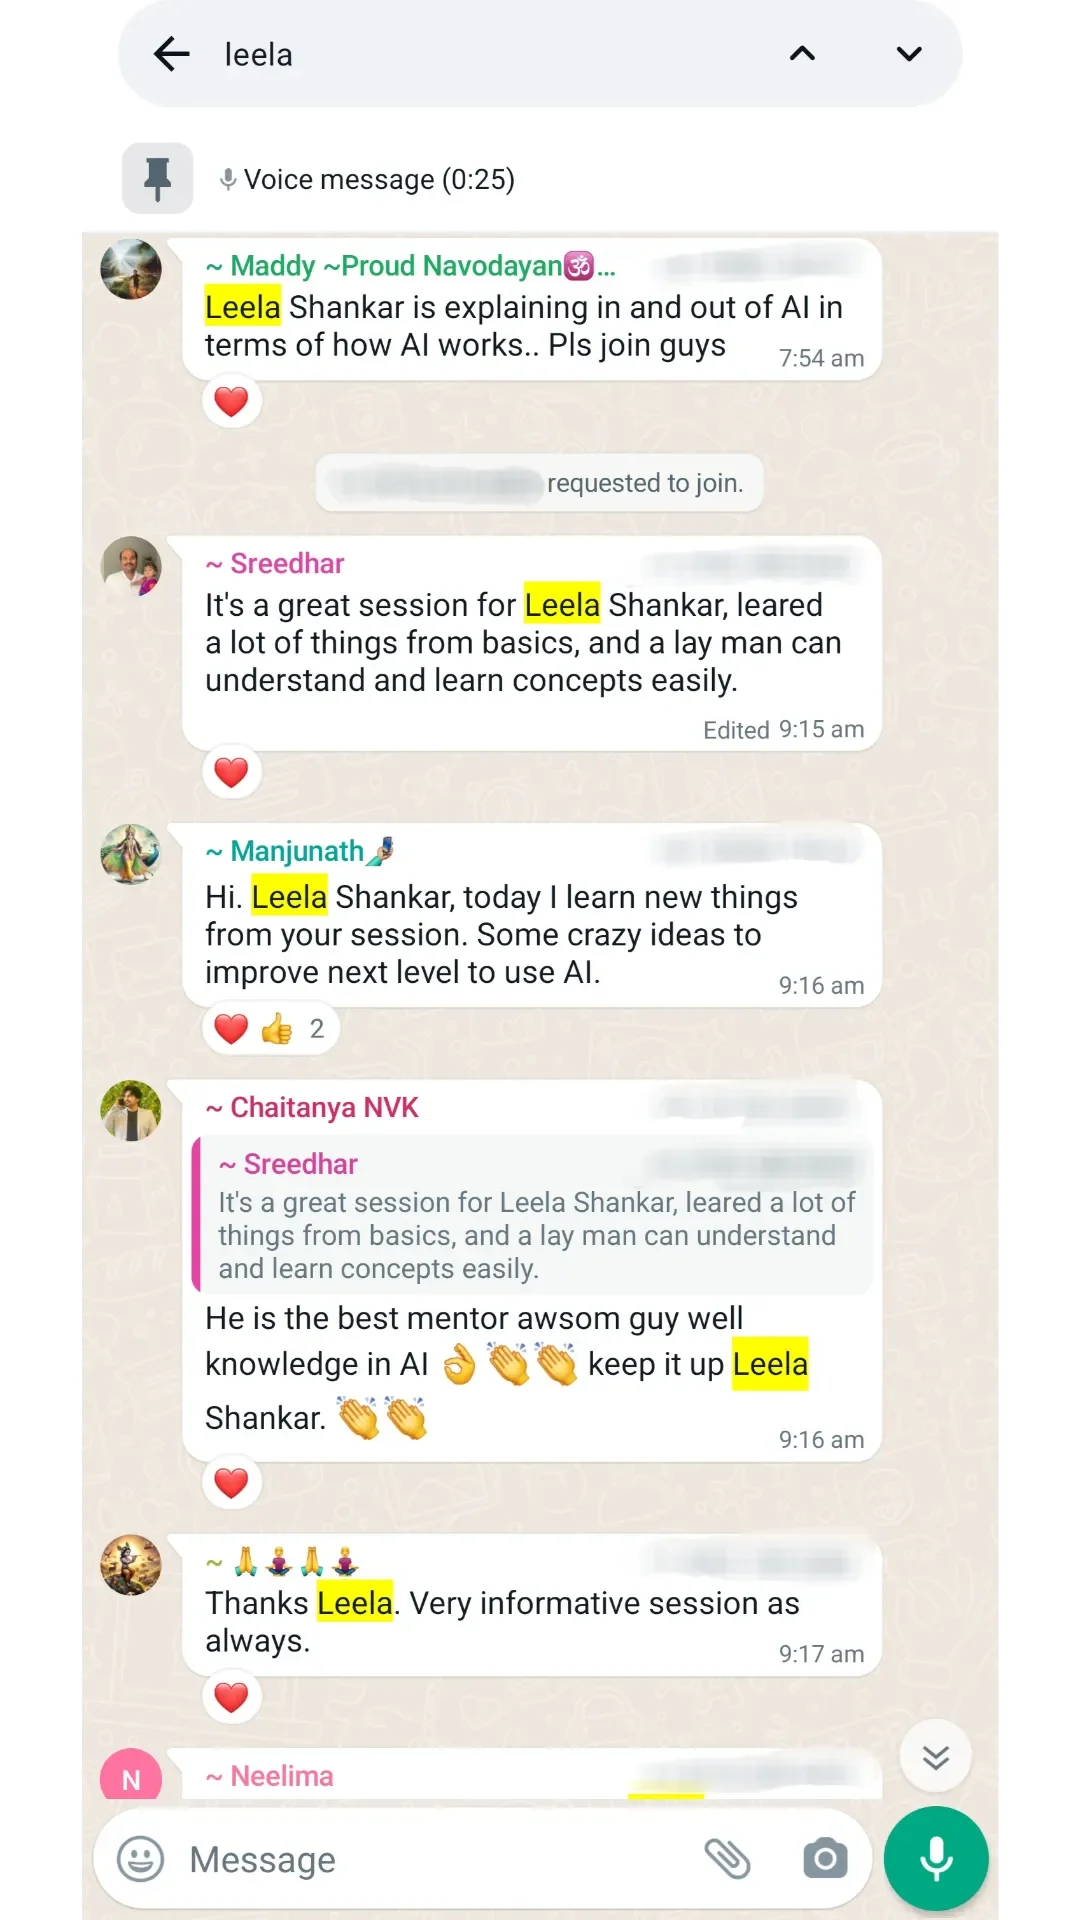 leela
Voice message (0:25)
~ Maddy ~Proud Navodayan🕉️...
Leela Shankar is explaining in and out of AI in
terms of how AI works.. Pls join guys
7:54 am
requested to join.
~ Sreedhar
It's a great session for Leela Shankar, leared
a lot of things from basics, and a lay man can
understand and learn concepts easily.
Edited 9:15 am
~ Manjunath🤳
Hi. Leela Shankar, today I learn new things
from your session. Some crazy ideas to
improve next level to use AI.
9:16 am
❤️ 👍 2
~ Chaitanya NVK
~ Sreedhar
It's a great session for Leela Shankar, leared a lot of
things from basics, and a lay man can understand
and learn concepts easily.
He is the best mentor awsom guy well
knowledge in AI 👌👏👏 keep it up Leela
Shankar. 👏👏
9:16 am
~ 🙏🧘🙏🧘
Thanks Leela. Very informative session as
always.
9:17 am
N
~ Neelima
Message